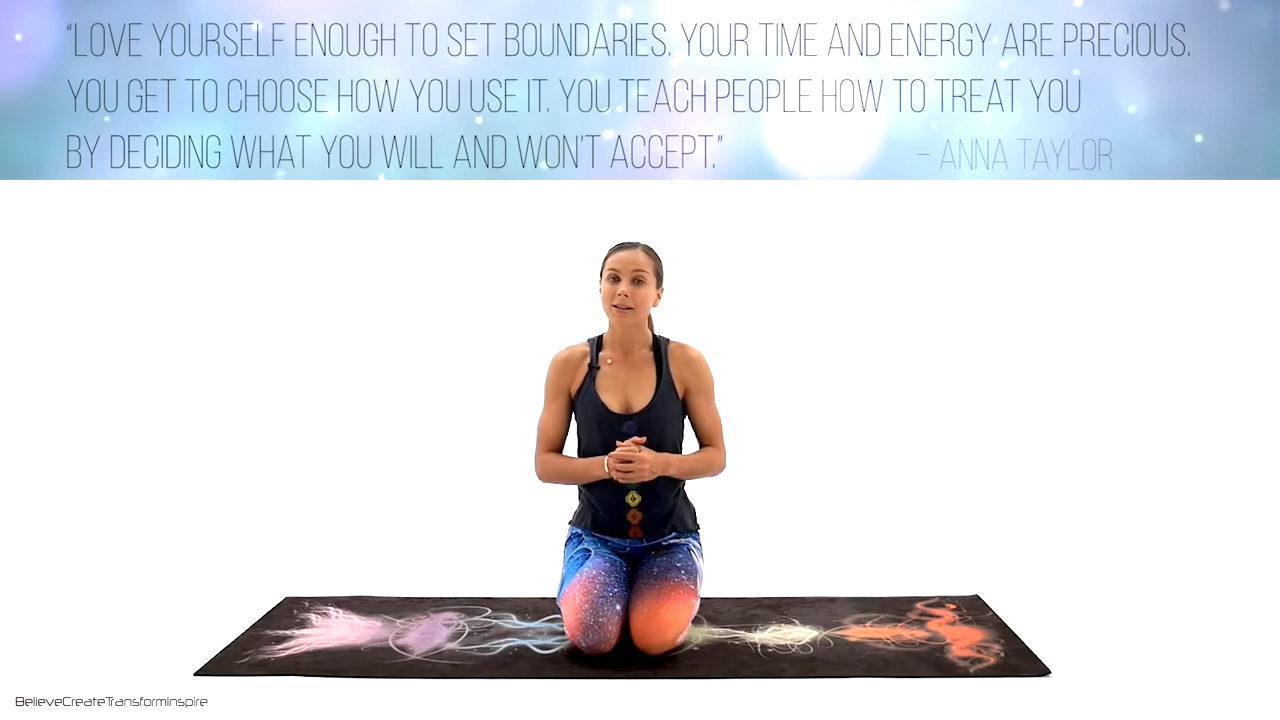 “LOVE YOURSELF ENOUGH TO SET BOUNDARIES. YOUR TIME AND ENERGY ARE PRECIOUS.
YOU GET TO CHOOSE HOW YOU USE IT. YOU TEACH PEOPLE HOW TO TREAT YOU
BY DECIDING WHAT YOU WILL AND WON'T ACCEPT.”
– ANNA TAYLOR
BelieveCreateTransformInspire